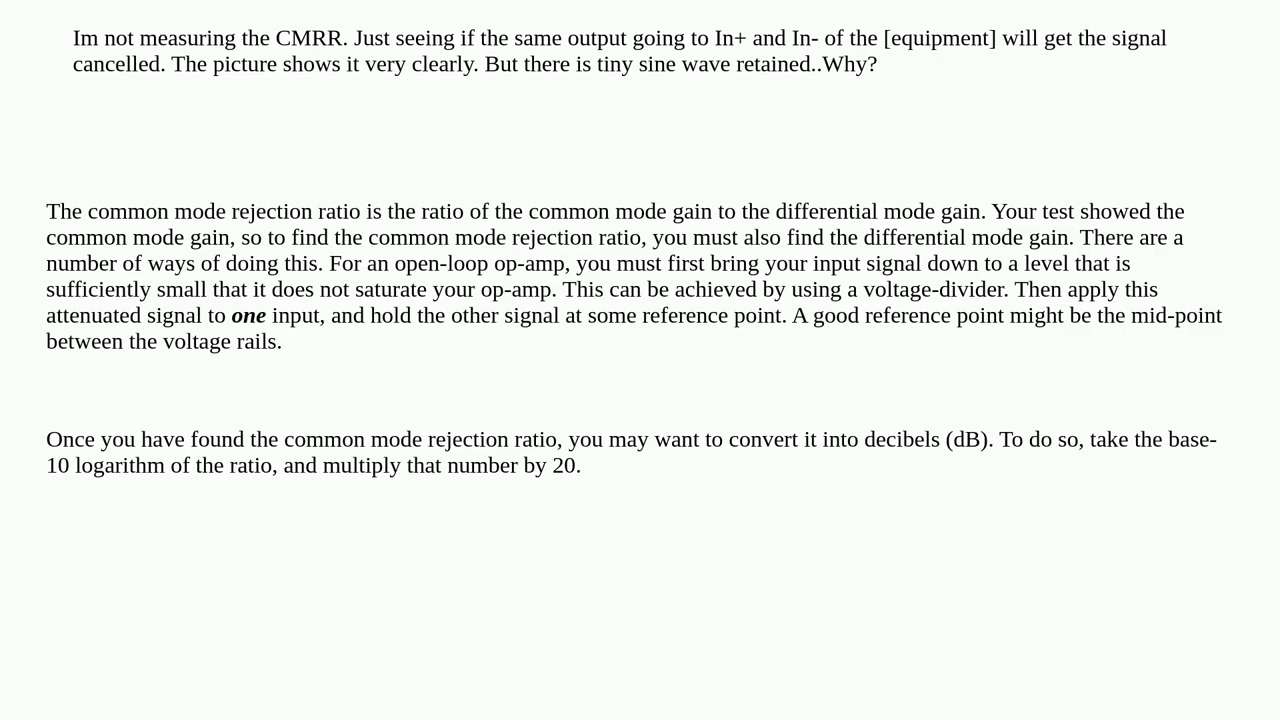 Im not measuring the CMRR. Just seeing if the same output going to In+ and In- of the [equipment] will get the signal
cancelled. The picture shows it very clearly. But there is tiny sine wave retained..Why?
The common mode rejection ratio is the ratio of the common mode gain to the differential mode gain. Your test showed the
common mode gain, so to find the common mode rejection ratio, you must also find the differential mode gain. There are a
number of ways of doing this. For an open-loop op-amp, you must first bring your input signal down to a level that is
sufficiently small that it does not saturate your op-amp. This can be achieved by using a voltage-divider. Then apply this
attenuated signal to one input, and hold the other signal at some reference point. A good reference point might be the mid-point
between the voltage rails.
Once you have found the common mode rejection ratio, you may want to convert it into decibels (dB). To do so, take the base-
10 logarithm of the ratio, and multiply that number by 20.